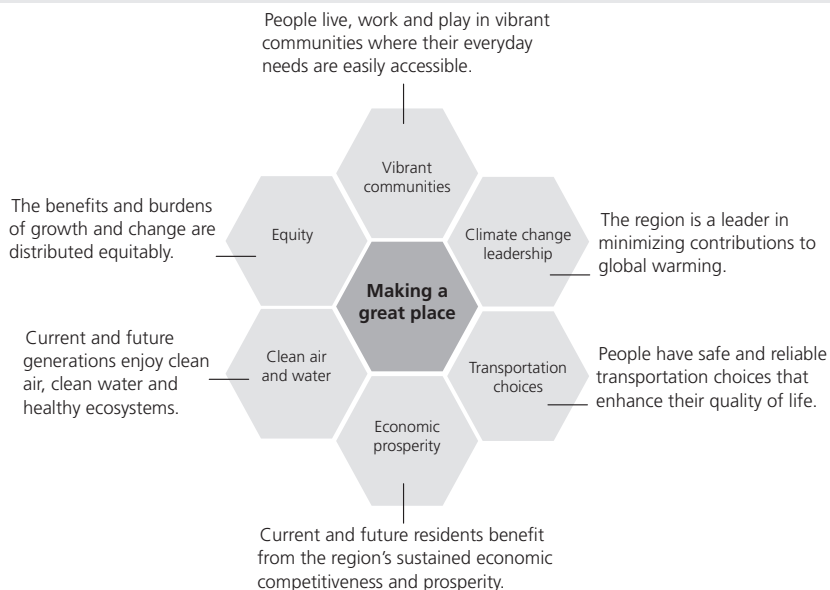 People live, work and play in vibrant
communities where their everyday
needs are easily accessible.
Vibrant
communities
The benefits and burdens
of growth and change are
distributed equitably.
Equity
Climate change
leadership
The region is a leader in
minimizing contributions to
global warming.
Making a
great place
Current and future
generations enjoy clean
air, clean water and
healthy ecosystems.
Clean air
and water
Transportation
choices
People have safe and reliable
transportation choices that
enhance their quality of life.
Economic
prosperity
Current and future residents benefit
from the region’s sustained economic
competitiveness and prosperity.